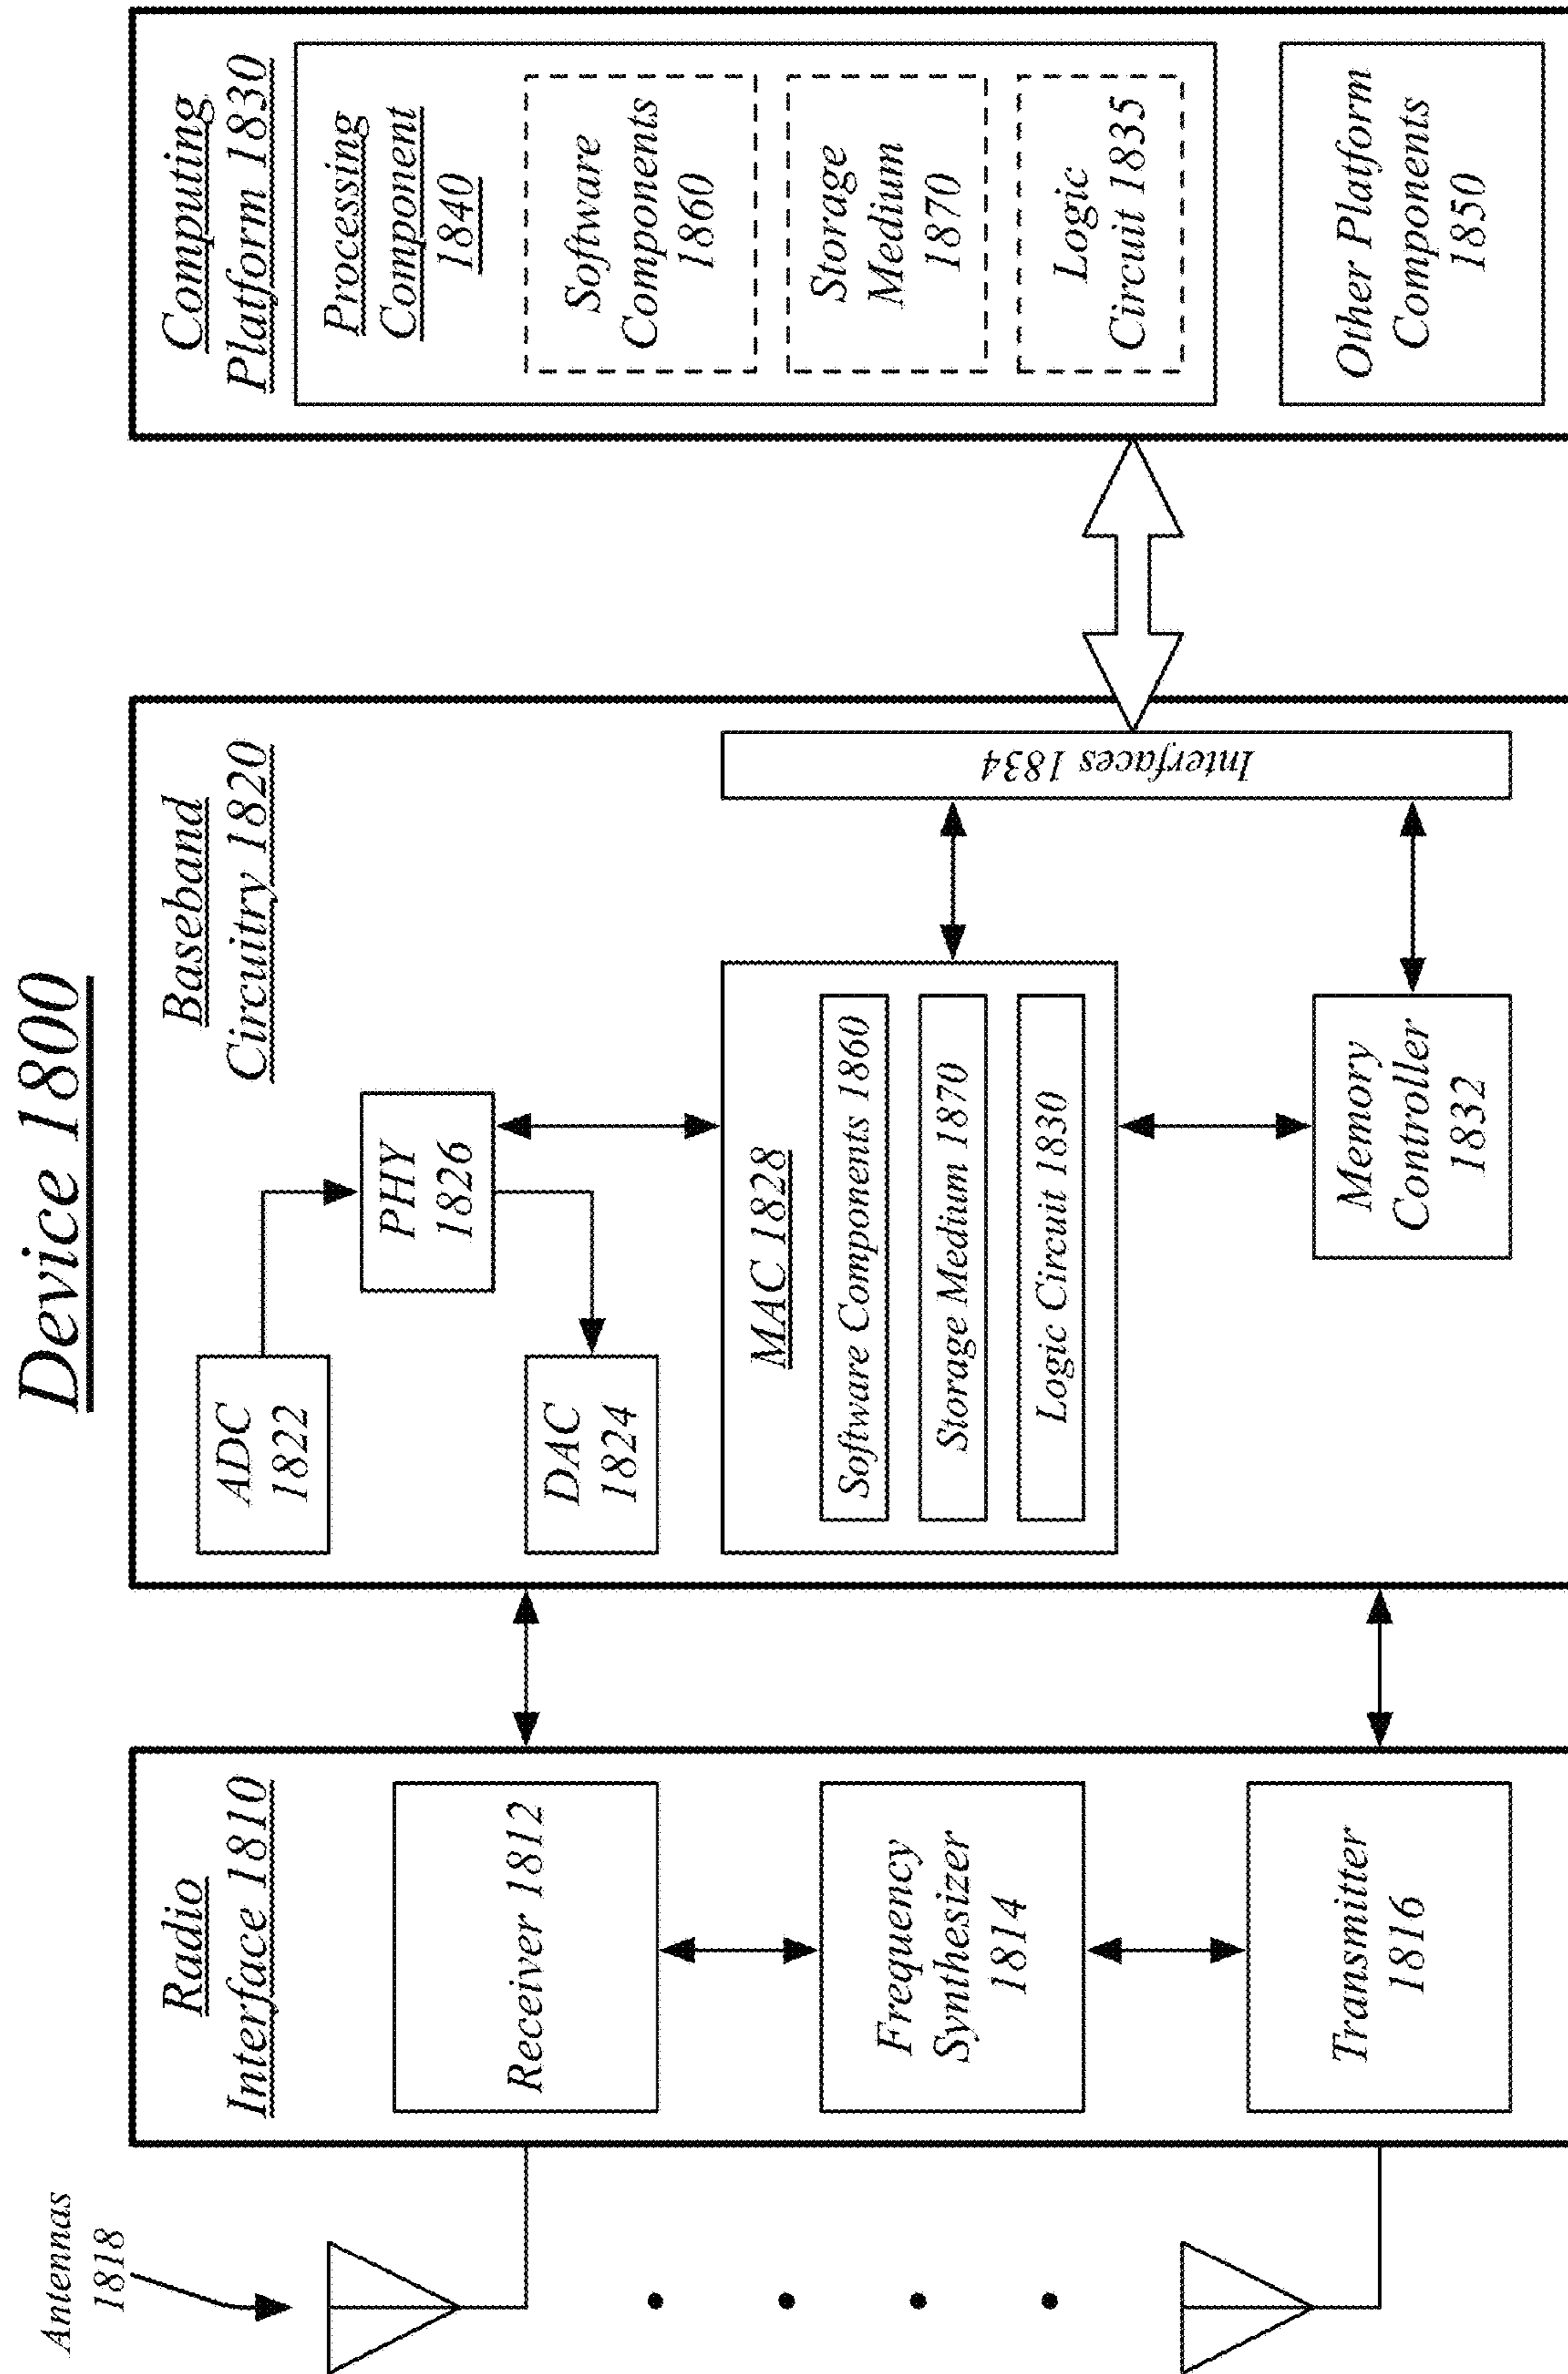 Device 1800
Antennas
1818
Radio
Interface 1810
Receiver 1812
Frequency
Synthesizer
1814
Transmitter
1816
Baseband
Circuitry 1820
ADC
1822
PHY
1826
DAC
1824
MAC 1828
Software Components 1860
Storage Medium 1870
Logic Circuit 1830
Memory
Controller
1832
Interfaces 1834
Computing
Platform 1830
Processing
Component
1840
Software
Components
1860
Storage
Medium
1870
Logic
Circuit 1835
Other Platform
Components
1850